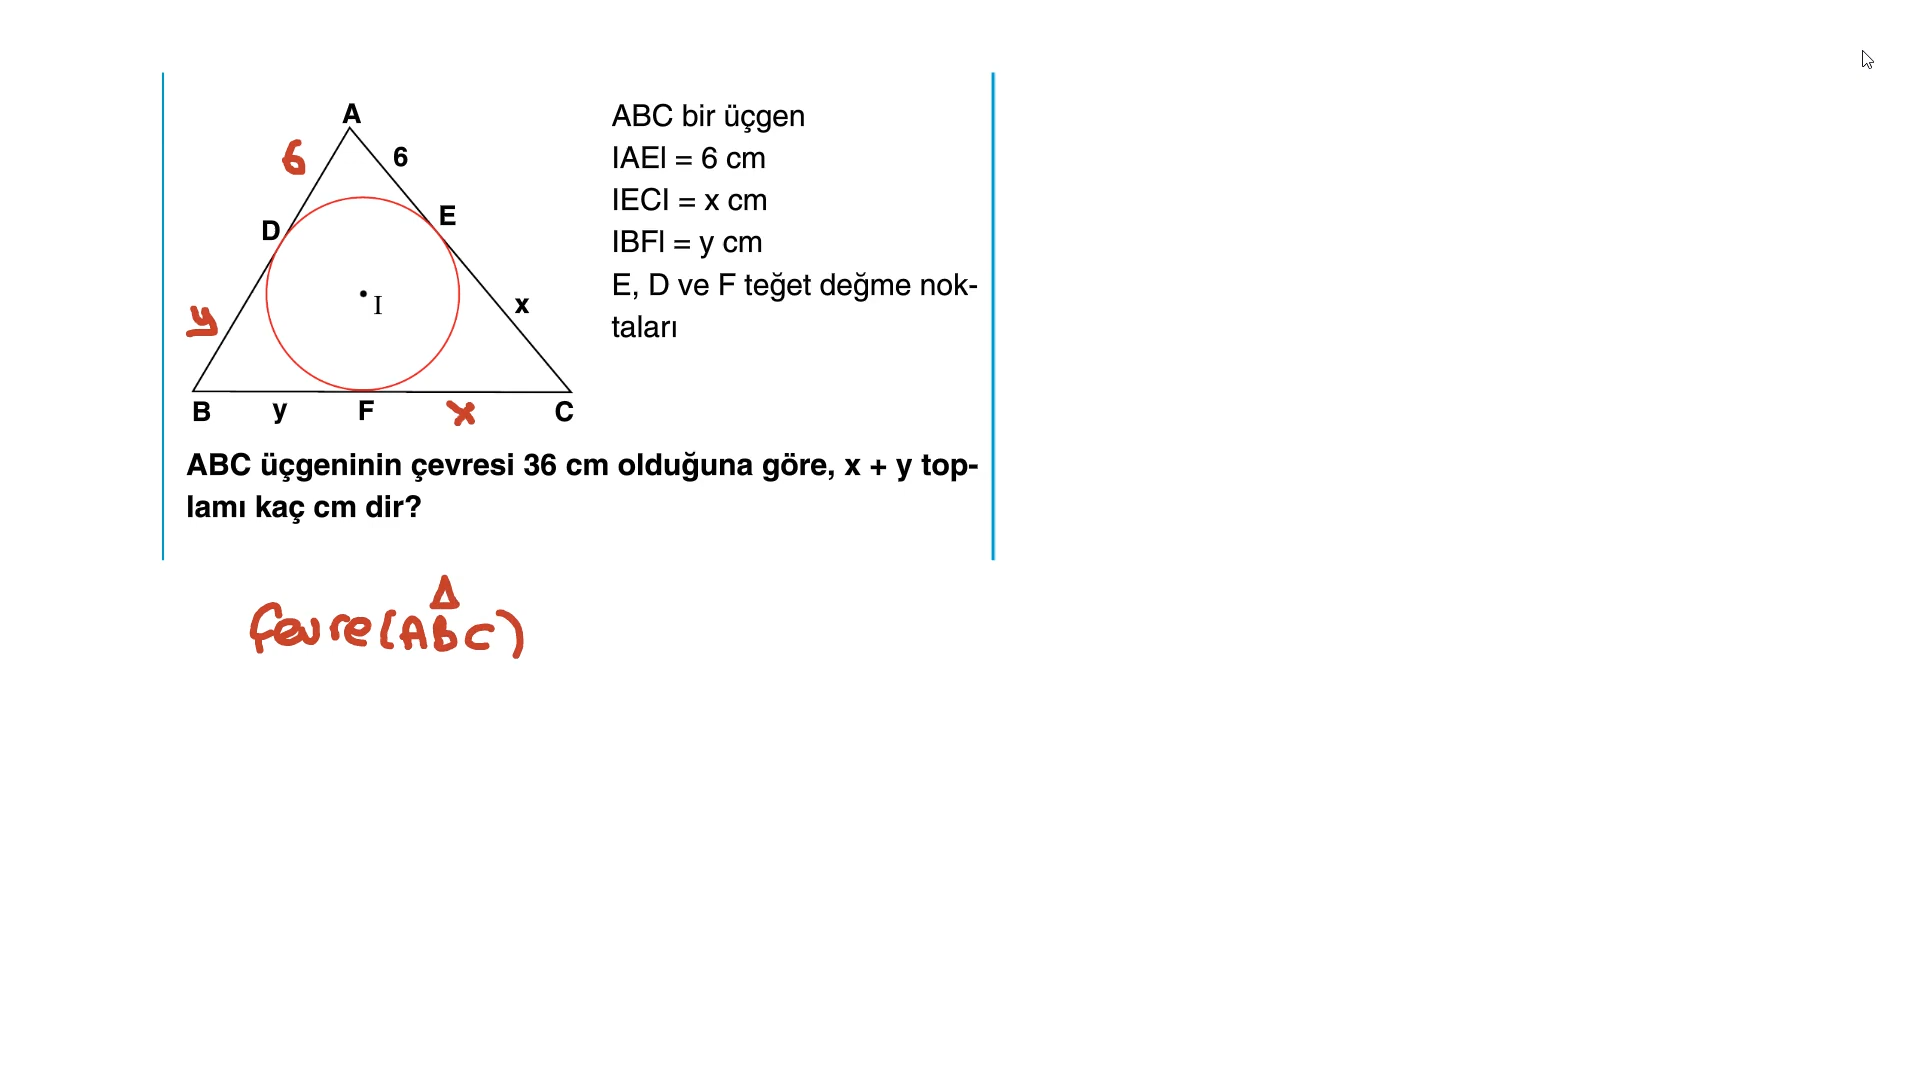 A
6
6
D
E
I
y
x
B
y
F
x
C
ABC bir üçgen
IAEI = 6 cm
IECI = x cm
IBFI = y cm
E, D ve F teğet değme nok-
taları
ABC üçgeninin çevresi 36 cm olduğuna göre, x + y top-
lamı kaç cm dir?
Δ
Çevre(ABC)